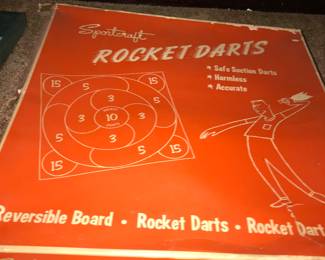 Sportcraft
ROCKET DARTS
* Safe Suction Darts
* Harmless
* Accurate
15 5 15
3
5 3 10 3 5
3
15 5 15
Reversible Board • Rocket Darts • Rocket Dart